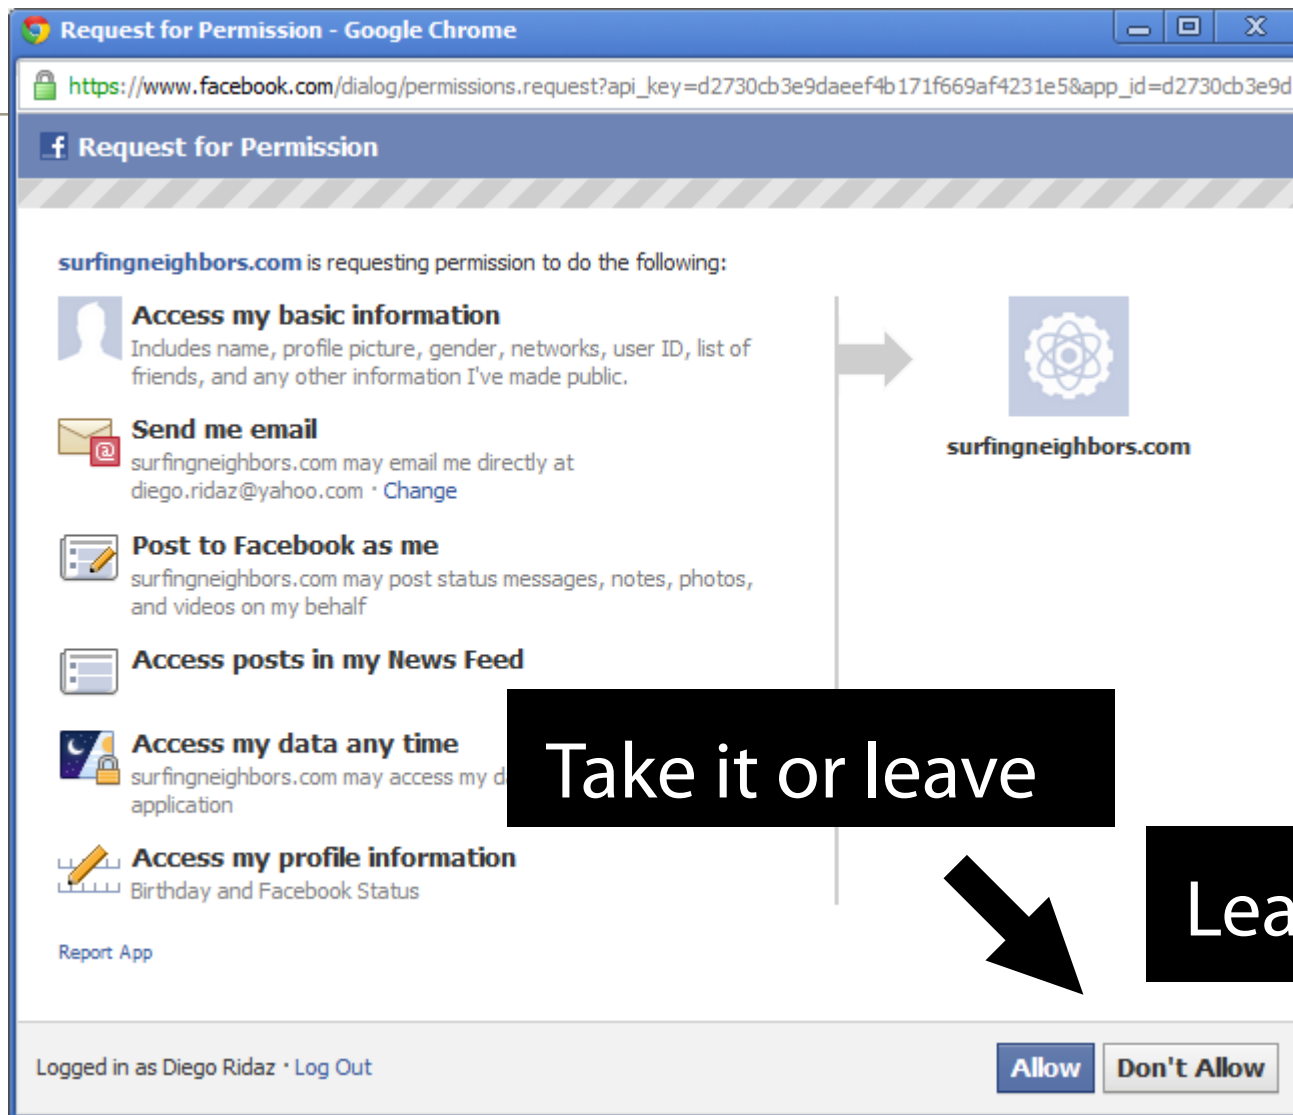 Request for Permission - Google Chrome
https://www.facebook.com/dialog/permissions.request?api_key=d2730cb3e9daeef4b171f669af4231e5&app_id=d2730cb3e9d
f Request for Permission
surfingneighbors.com is requesting permission to do the following:
Access my basic information
Includes name, profile picture, gender, networks, user ID, list of
friends, and any other information I've made public.
Send me email
surfingneighbors.com may email me directly at
diego.ridaz@yahoo.com · Change
Post to Facebook as me
surfingneighbors.com may post status messages, notes, photos,
and videos on my behalf
Access posts in my News Feed
Access my data any time
surfingneighbors.com may access my d
application
Access my profile information
Birthday and Facebook Status
Report App
surfingneighbors.com
Take it or leave
Lea
Logged in as Diego Ridaz · Log Out
Allow
Don't Allow